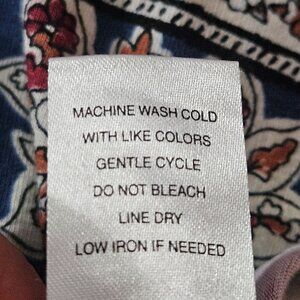 MACHINE WASH COLD
WITH LIKE COLORS
GENTLE CYCLE
DO NOT BLEACH
LINE DRY
LOW IRON IF NEEDED